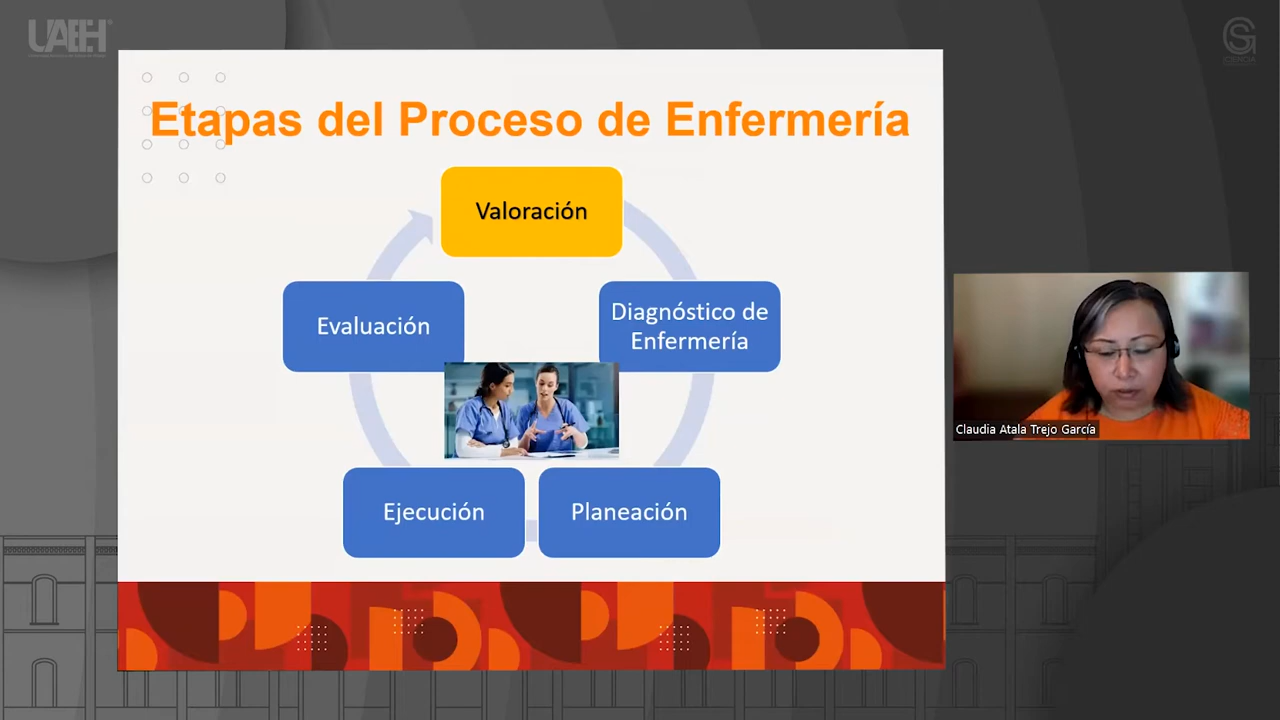 UAEH
Etapas del Proceso de Enfermería
Valoración
Evaluación
Diagnóstico de
Enfermería
Ejecución
Planeación
Claudia Atala Trejo García